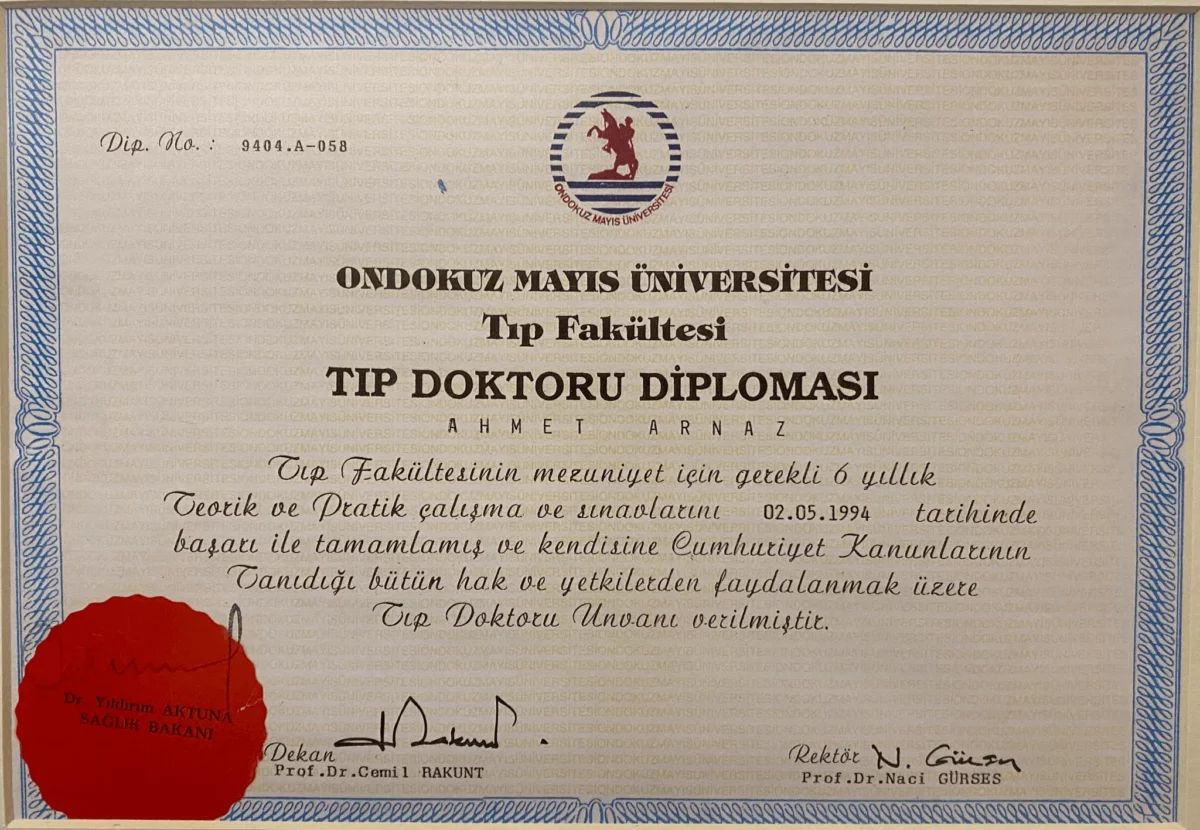 Dip. No. : 9404.A-058
ONDOKUZ MAYIS ÜNİVERSİTESİ
ONDOKUZ MAYIS ÜNİVERSİTESİ
Tıp Fakültesi
TIP DOKTORU DİPLOMASI
AHMET ARNAZ
Tıp Fakültesinin mezuniyet için gerekli 6 yıllık
Teorik ve Pratik çalışma ve sınavlarını 02.05.1994 tarihinde
başarı ile tamamlamış ve kendisine Cumhuriyet Kanunlarının
Tanıdığı bütün hak ve yetkilerden faydalanmak üzere
Tıp Doktoru Unvanı verilmiştir.
Dr. Yıldırım AKTUNA
SAĞLIK BAKANI
Dekan
Prof.Dr.Cemil RAKUNT
Rektör N. Gürses
Prof.Dr.Naci GÜRSES